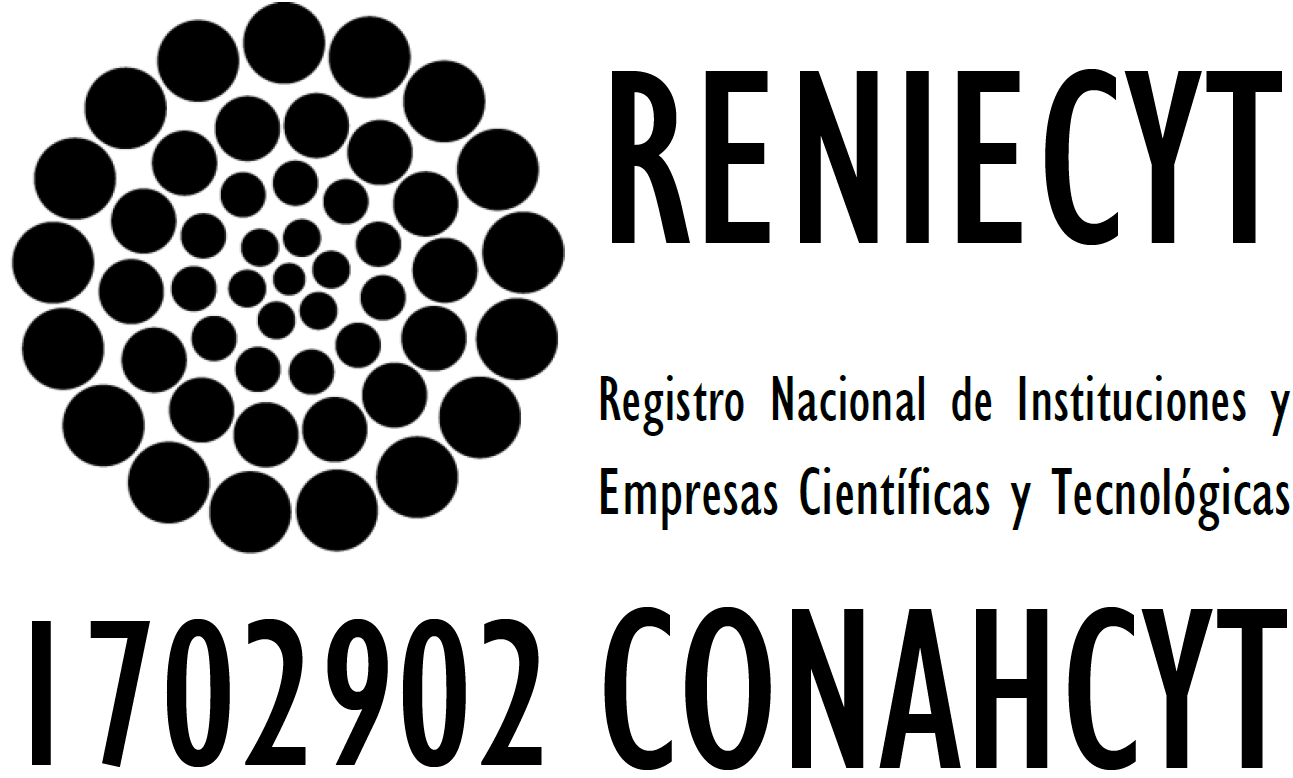 RENIECYT
Registro Nacional de Instituciones y
Empresas Científicas y Tecnológicas
1702902 CONAHCYT